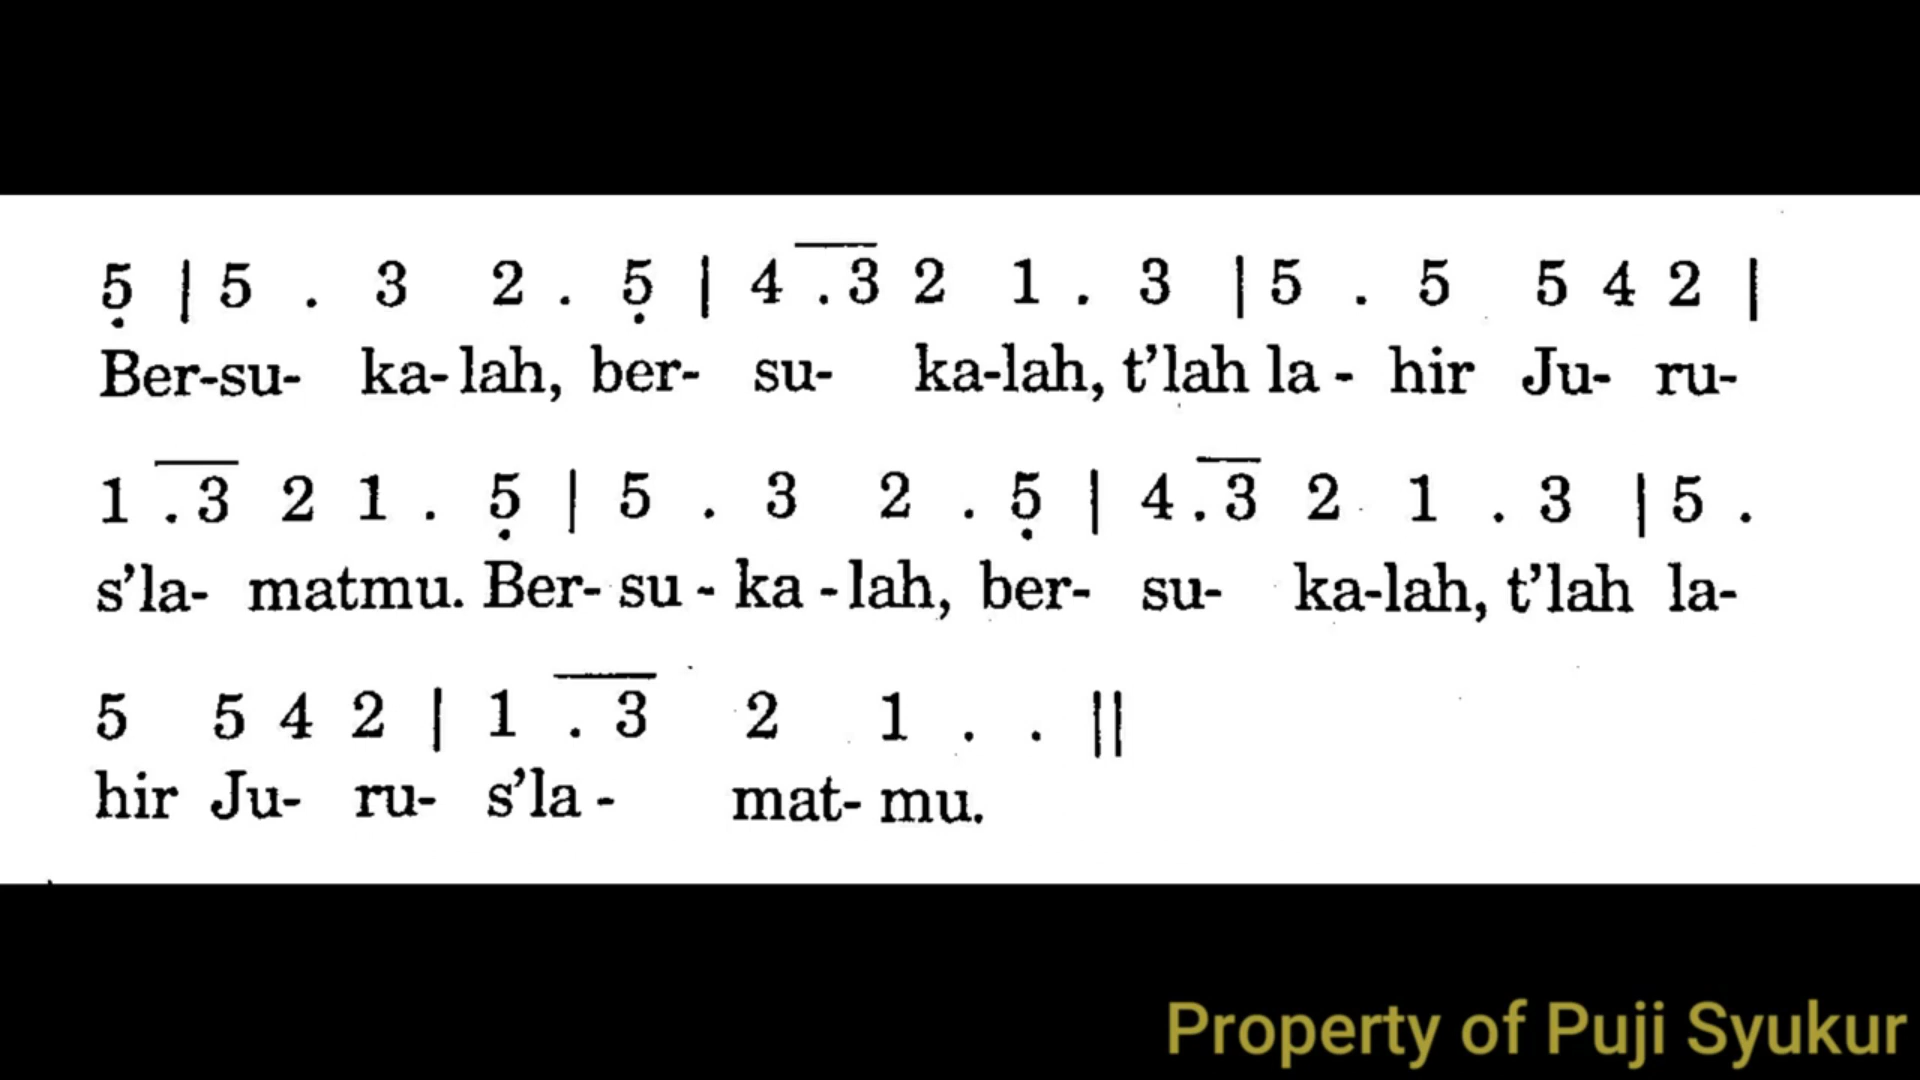 5̣ | 5 . 3 2 . 5̣ | 4 .3 2 1 . 3 | 5 . 5 5 4 2 |
Ber-su- ka-lah, ber- su- ka-lah, t'lah la - hir Ju- ru-
1 .3 2 1 . 5̣ | 5 . 3 2 . 5̣ | 4 .3 2 1 . 3 | 5 .
s'la- matmu. Ber- su - ka - lah, ber- su- ka-lah, t'lah la-
5 5 4 2 | 1 . 3 2 1 . . ||
hir Ju- ru- s'la - mat- mu.
Property of Puji Syukur